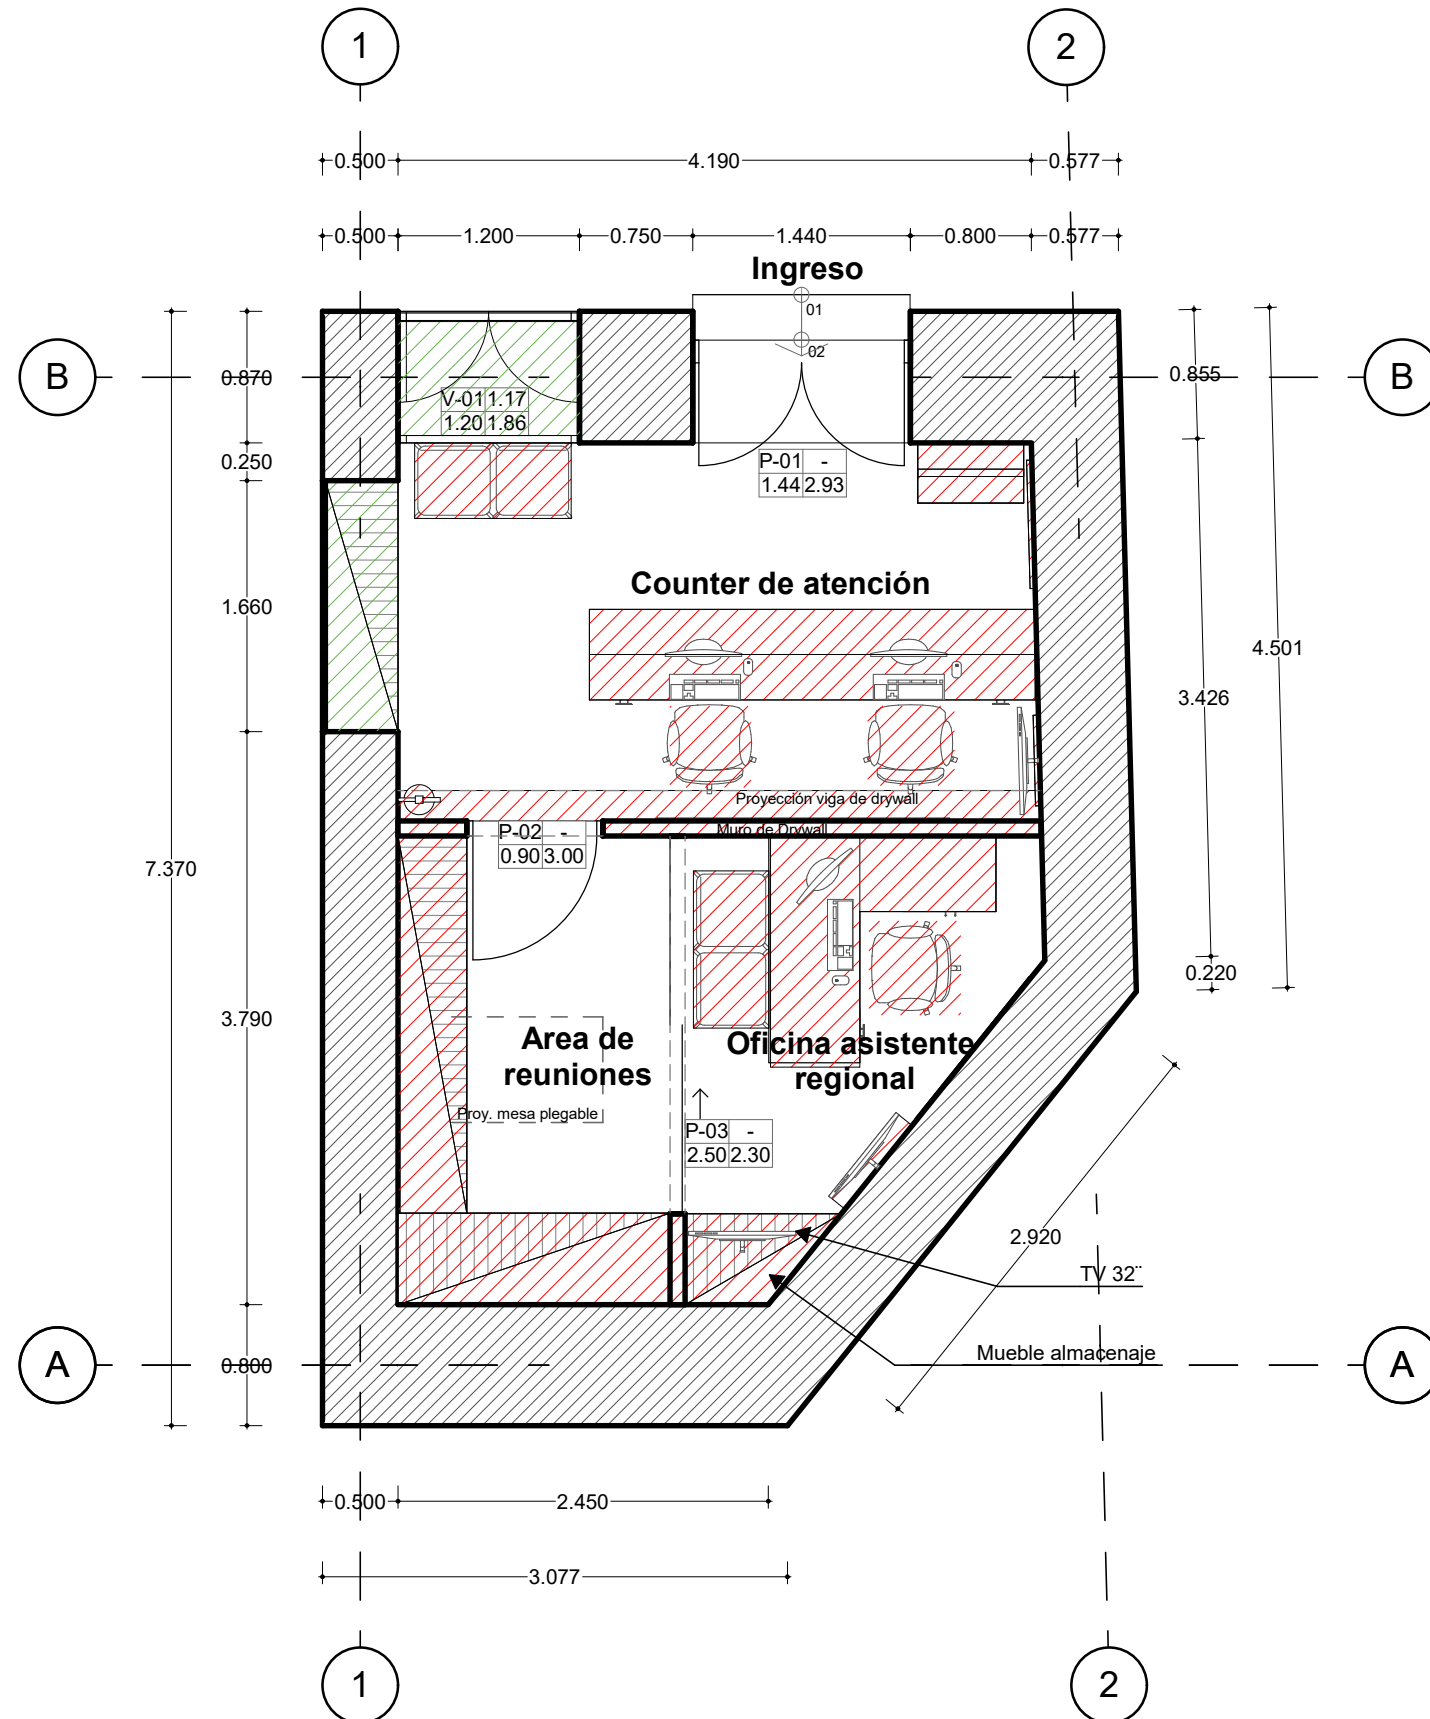 1
2
0.500
4.190
0.577
0.500
1.200
0.750
1.440
0.800
0.577
Ingreso
01
02
B
B
0.870
0.855
V-01 1.17
1.20 1.86
0.250
P-01 -
1.44 2.93
Counter de atención
1.660
4.501
3.426
Proyección viga de drywall
Muro de Drywall
P-02 -
0.90 3.00
7.370
0.220
3.790
Area de
reuniones
Oficina asistente
regional
Proy. mesa plegable
P-03 -
2.50 2.30
2.920
TV 32¨
Mueble almacenaje
A
A
0.800
0.500
2.450
3.077
1
2